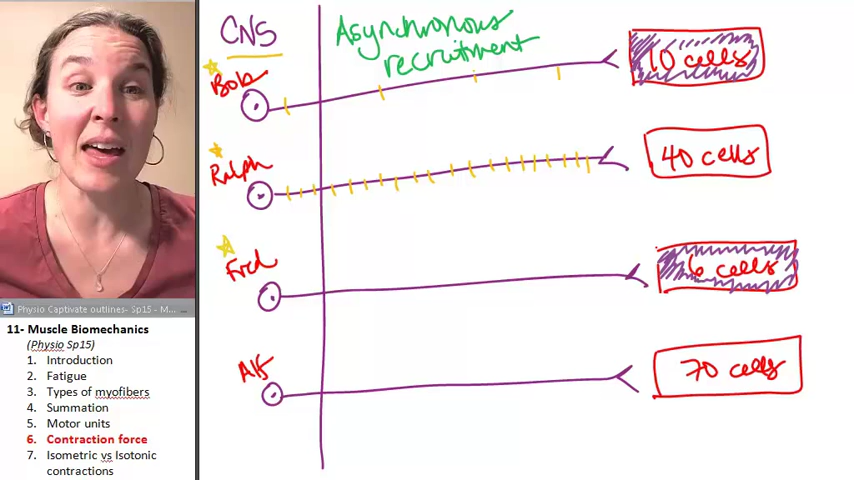 CNS
Asynchronous
recruitment
Bob
10 cells
Ralph
40 cells
Fred
6 cells
Alf
70 cells
Physio Captivate outlines- Sp15 - M...
11- Muscle Biomechanics
(Physio Sp15)
1. Introduction
2. Fatigue
3. Types of myofibers
4. Summation
5. Motor units
6. Contraction force
7. Isometric vs Isotonic
contractions